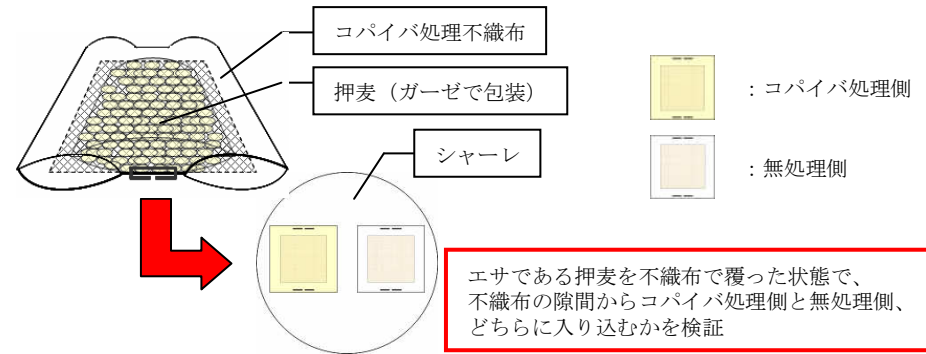 コパイバ処理不織布
押麦（ガーゼで包装）
シャーレ
：コパイバ処理側
：無処理側
エサである押麦を不織布で覆った状態で、
不織布の隙間からコパイバ処理側と無処理側、
どちらに入り込むかを検証